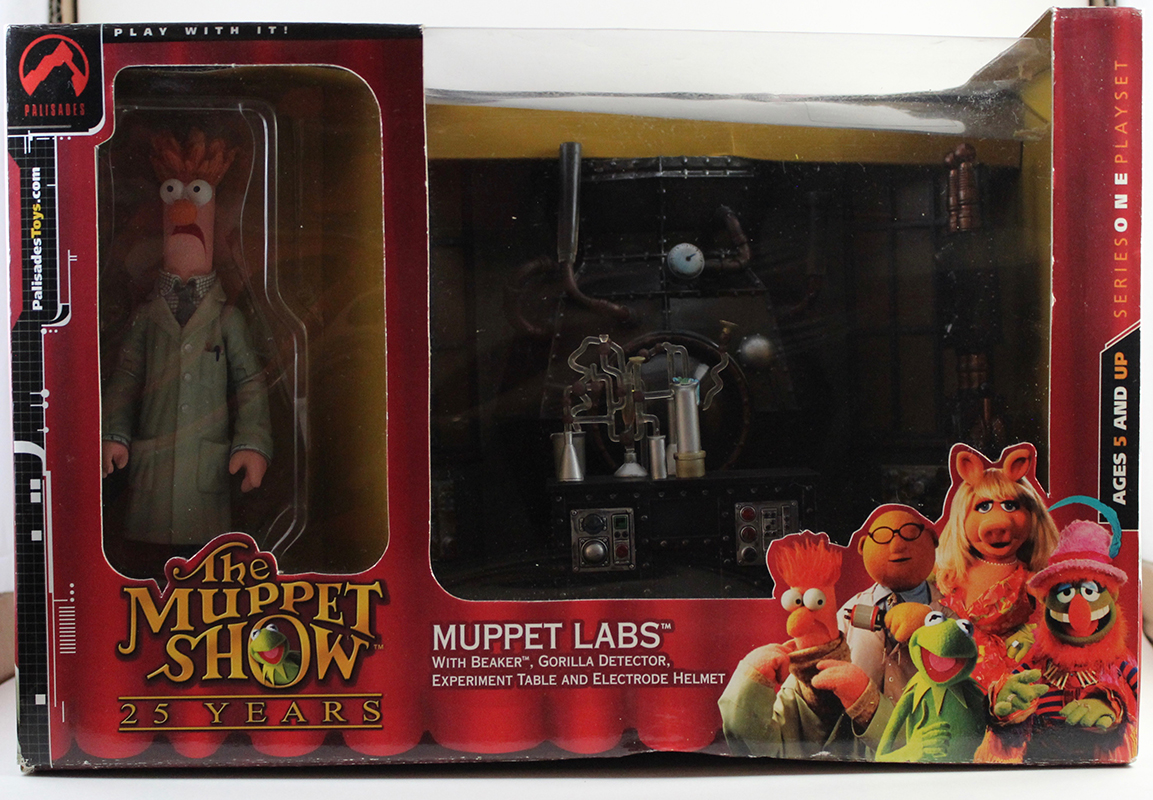 PLAY WITH IT!
PALISADES
PalisadesToys.com
The
MUPPET
SHOW™
25 YEARS
MUPPET LABS™
WITH BEAKER™, GORILLA DETECTOR,
EXPERIMENT TABLE AND ELECTRODE HELMET
SERIES ONE PLAYSET
AGES 5 AND UP